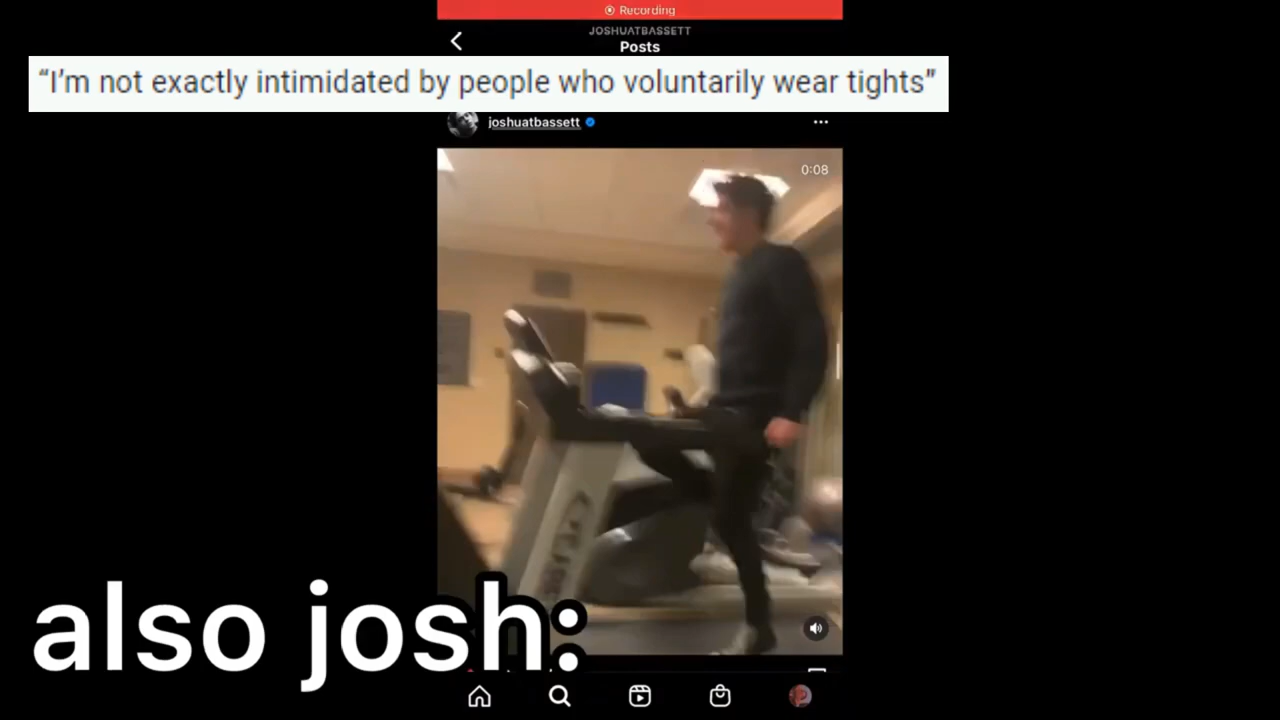 Recording
JOSHUATBASSETT
Posts
“I’m not exactly intimidated by people who voluntarily wear tights”
joshuatbassett
0:08
also josh: